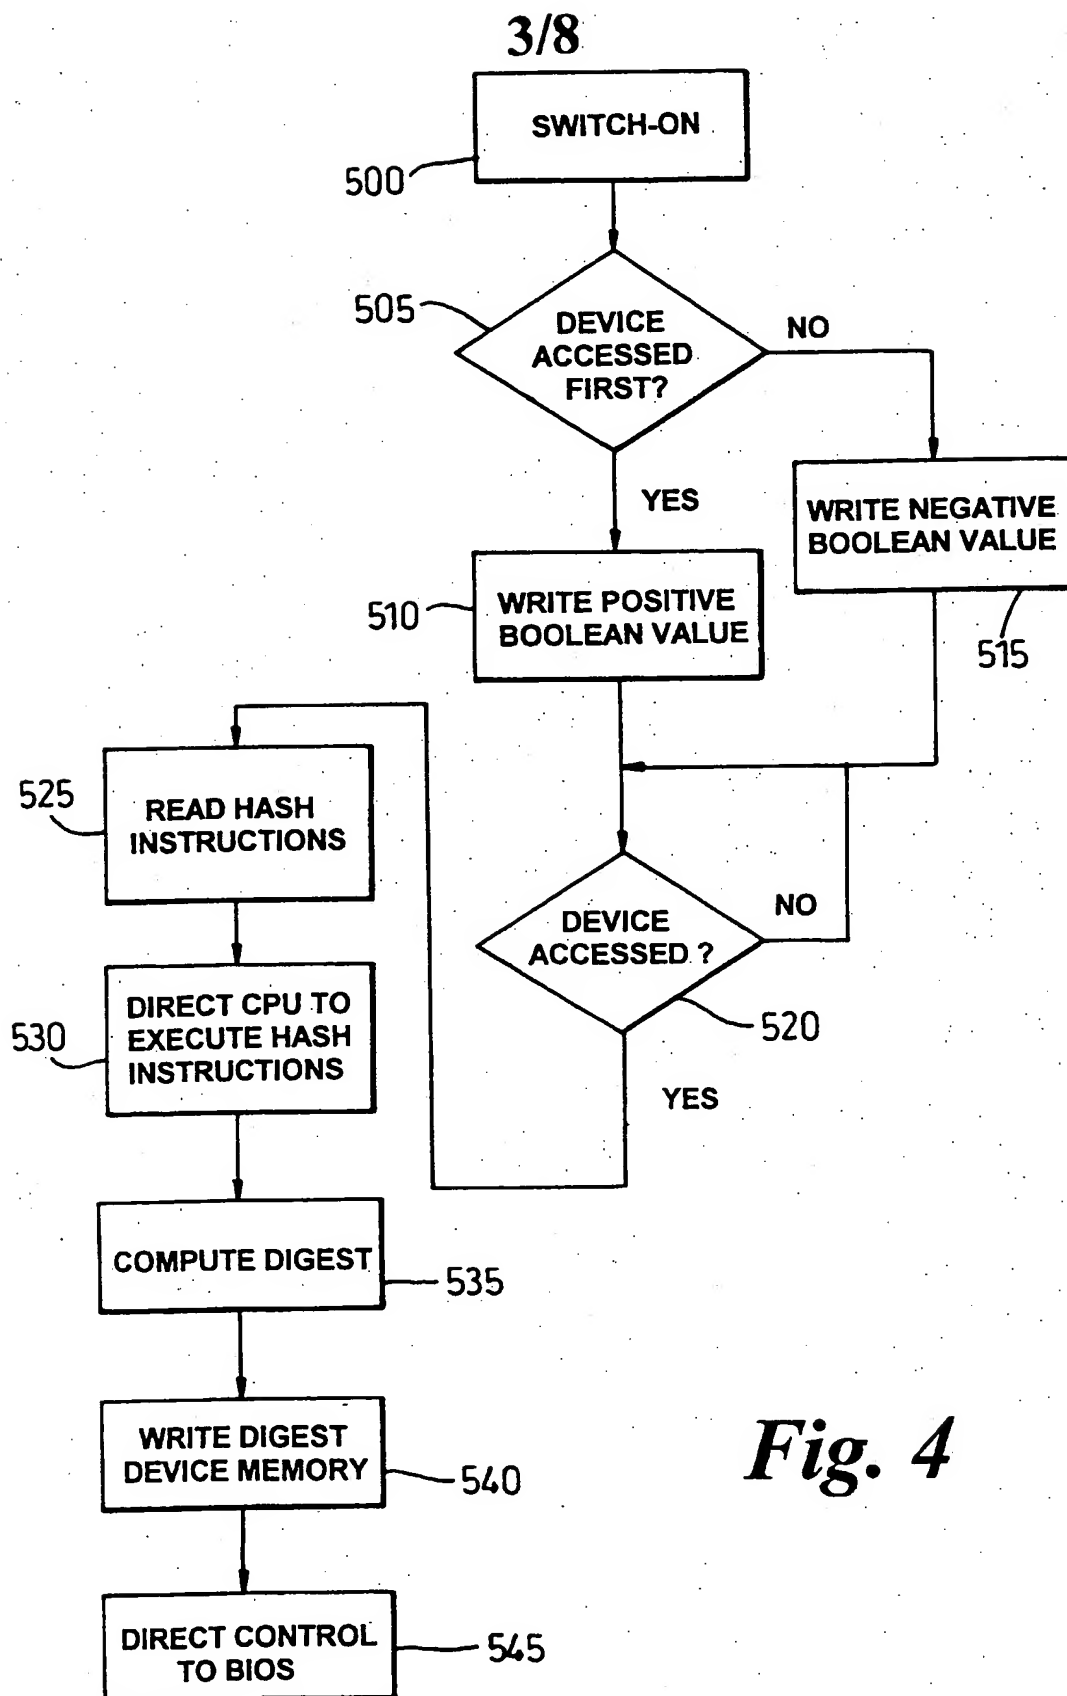 3/8
SWITCH-ON
500
505
DEVICE
ACCESSED
FIRST?
NO
YES
WRITE NEGATIVE
BOOLEAN VALUE
515
510
WRITE POSITIVE
BOOLEAN VALUE
525
READ HASH
INSTRUCTIONS
DEVICE
ACCESSED ?
NO
520
YES
530
DIRECT CPU TO
EXECUTE HASH
INSTRUCTIONS
COMPUTE DIGEST
535
WRITE DIGEST
DEVICE MEMORY
540
Fig. 4
DIRECT CONTROL
TO BIOS
545